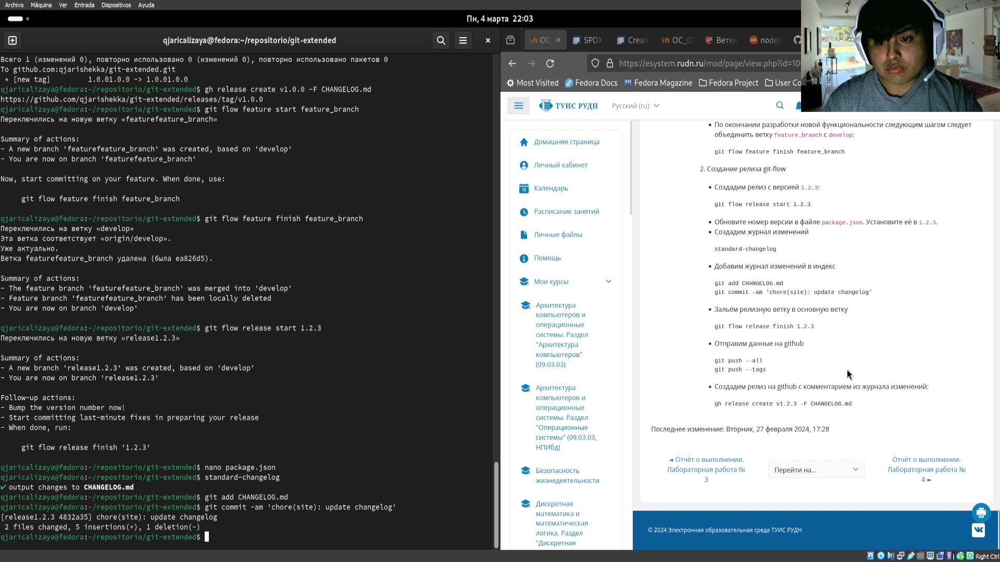 Archivo Máquina Ver Entrada Dispositivos Ayuda
Пн, 4 марта 22:03
qjaricalizaya@fedora:~/repositorio/git-extended
Всего 1 (изменений 0), повторно использовано 0 (изменений 0), повторно использовано пакетов 0
To github.com:qjarishekka/git-extended.git
 * [new tag]         1.0.01.0.0 -> 1.0.01.0.0
qjaricalizaya@fedora:~/repositorio/git-extended$ gh release create v1.0.0 -F CHANGELOG.md
https://github.com/qjarishekka/git-extended/releases/tag/v1.0.0
qjaricalizaya@fedora:~/repositorio/git-extended$ git flow feature start feature_branch
Переключились на новую ветку «featurefeature_branch»
Summary of actions:
- A new branch 'featurefeature_branch' was created, based on 'develop'
- You are now on branch 'featurefeature_branch'
Now, start committing on your feature. When done, use:
     git flow feature finish feature_branch
qjaricalizaya@fedora:~/repositorio/git-extended$ git flow feature finish feature_branch
Переключились на ветку «develop»
Эта ветка соответствует «origin/develop».
Уже актуально.
Ветка featurefeature_branch удалена (была ea826d5).
Summary of actions:
- The feature branch 'featurefeature_branch' was merged into 'develop'
- Feature branch 'featurefeature_branch' has been locally deleted
- You are now on branch 'develop'
qjaricalizaya@fedora:~/repositorio/git-extended$ git flow release start 1.2.3
Переключились на новую ветку «release1.2.3»
Summary of actions:
- A new branch 'release1.2.3' was created, based on 'develop'
- You are now on branch 'release1.2.3'
Follow-up actions:
- Bump the version number now!
- Start committing last-minute fixes in preparing your release
- When done, run:
     git flow release finish '1.2.3'
qjaricalizaya@fedora:~/repositorio/git-extended$ nano package.json
qjaricalizaya@fedora:~/repositorio/git-extended$ standard-changelog
✔ output changes to CHANGELOG.md
qjaricalizaya@fedora:~/repositorio/git-extended$ git add CHANGELOG.md
qjaricalizaya@fedora:~/repositorio/git-extended$ git commit -am 'chore(site): update changelog'
[release1.2.3 4832a35] chore(site): update changelog
 2 files changed, 5 insertions(+), 1 deletion(-)
qjaricalizaya@fedora:~/repositorio/git-extended$
OC_ SPDX Creati OC_0 Ветки nodej
https://esystem.rudn.ru/mod/page/view.php?id=10
Most Visited Fedora Docs Fedora Magazine Fedora Project User Co
ТУИС РУДН Русский (ru)
Домашняя страница
Личный кабинет
19
Календарь
Расписание занятий
Личные файлы
Помощь
Мои курсы
Архитектура
компьютеров и
операционные
системы. Раздел
"Архитектура
компьютеров"
(09.03.03)
Архитектура
компьютеров и
операционные
системы. Раздел
"Операционные
системы" (09.03.03,
НПИбд)
Безопасность
жизнедеятельности
Дискретная
математика и
математическая
логика. Раздел
"Дискретная
▪ По окончании разработки новой функциональности следующим шагом следует
объединить ветку feature_branch с develop:
git flow feature finish feature_branch
2. Создание релиза git-flow
▪ Создадим релиз с версией 1.2.3:
git flow release start 1.2.3
▪ Обновите номер версии в файле package.json. Установите её в 1.2.3.
▪ Создадим журнал изменений
standard-changelog
▪ Добавим журнал изменений в индекс
git add CHANGELOG.md
git commit -am 'chore(site): update changelog'
▪ Зальём релизную ветку в основную ветку
git flow release finish 1.2.3
▪ Отправим данные на github
git push --all
git push --tags
▪ Создадим релиз на github с комментарием из журнала изменений:
gh release create v1.2.3 -F CHANGELOG.md
Последнее изменение: Вторник, 27 февраля 2024, 17:28
◄ Отчёт о выполнении.
Лабораторная работа №
3
Перейти на...
Отчёт о выполнении.
Лабораторная работа №
4 ►
© 2024 Электронная образовательная среда ТУИС РУДН
Right Ctrl